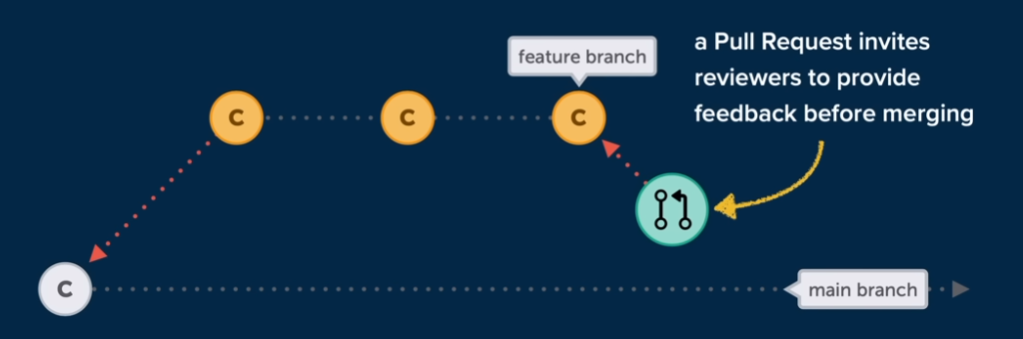 a Pull Request invites
reviewers to provide
feedback before merging
feature branch
C
C
C
C
main branch